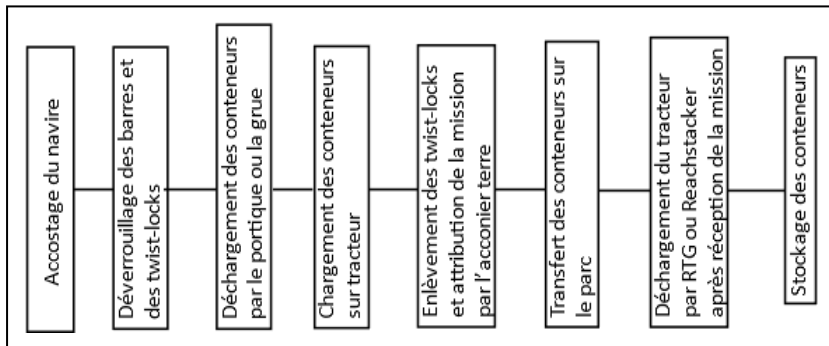 Accostage du navire
Déverrouillage des barres et
des twist-locks
Déchargement des conteneurs
par le portique ou la grue
Chargement des conteneurs
sur tracteur
Enlèvement des twist-locks
et attribution de la mission
par l'acconier terre
Transfert des conteneurs sur
le parc
Déchargement du tracteur
par RTG ou Reachstacker
après réception de la mission
Stockage des conteneurs